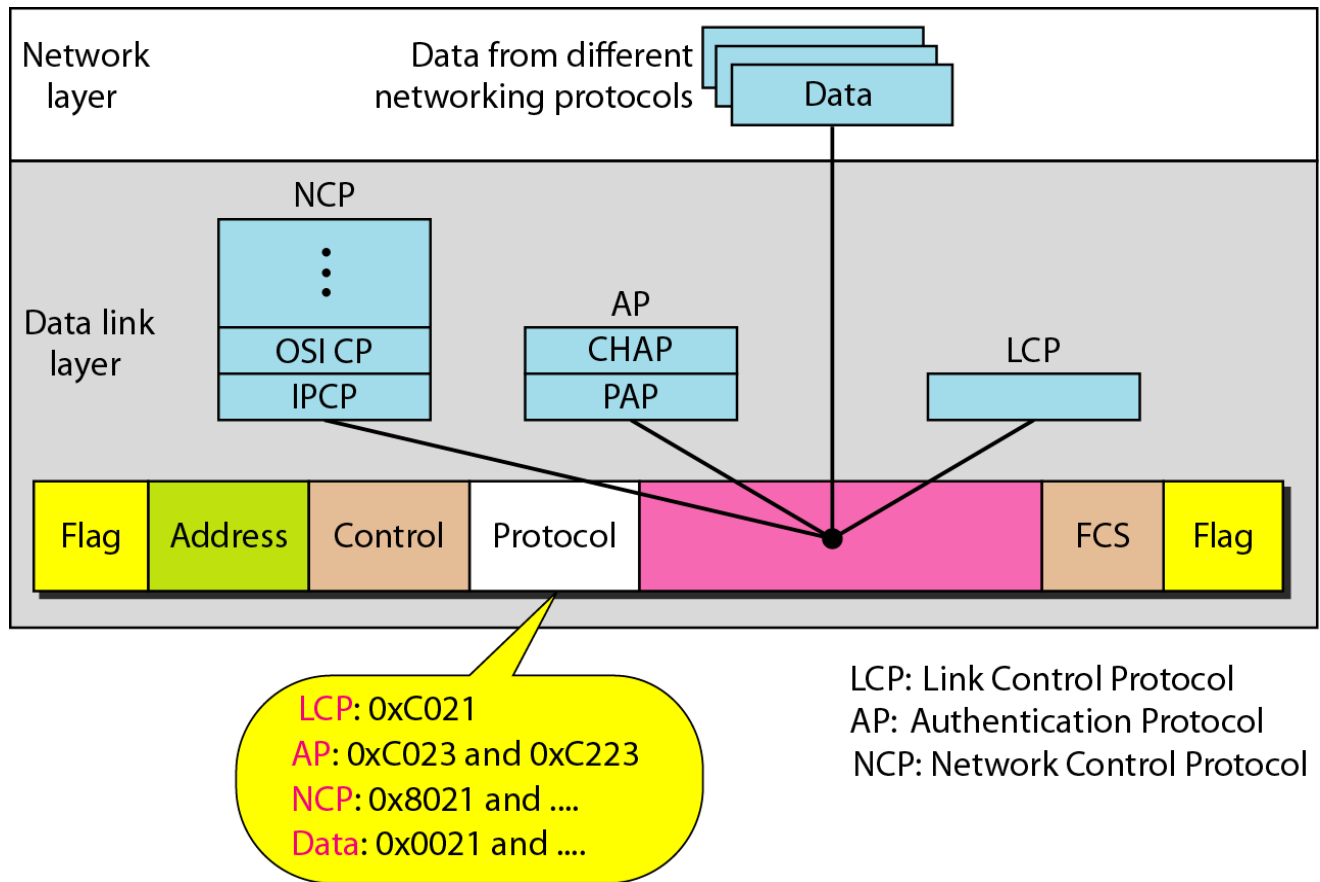 Network
layer
Data from different
networking protocols
Data
NCP
Data link
layer
OSI CP
IPCP
AP
CHAP
PAP
LCP
Flag
Address
Control
Protocol
FCS
Flag
LCP: 0xC021
AP: 0xC023 and 0xC223
NCP: 0x8021 and ....
Data: 0x0021 and ....
LCP: Link Control Protocol
AP: Authentication Protocol
NCP: Network Control Protocol